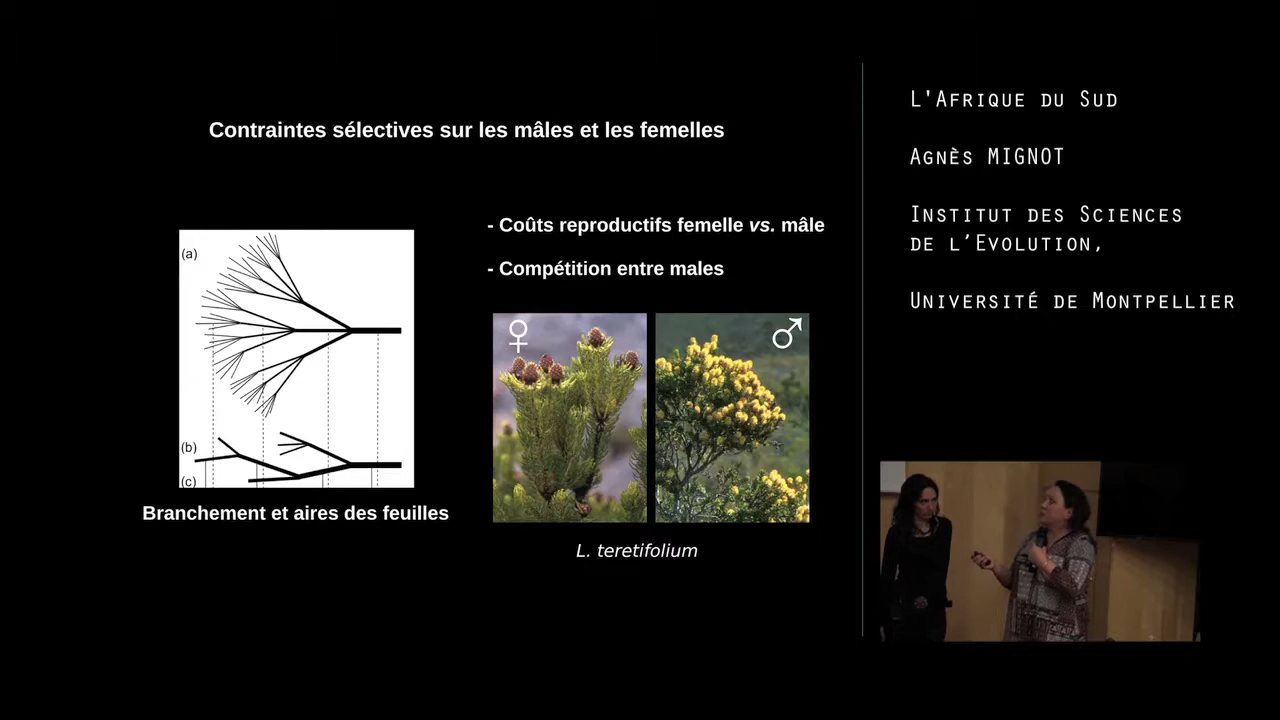 Contraintes sélectives sur les mâles et les femelles
- Coûts reproductifs femelle vs. mâle
- Compétition entre males
(a)
(b)
(c)
Branchement et aires des feuilles
♀
♂
L. teretifolium
L'Afrique du Sud
Agnès MIGNOT
Institut des Sciences
de l’Evolution,
Université de Montpellier